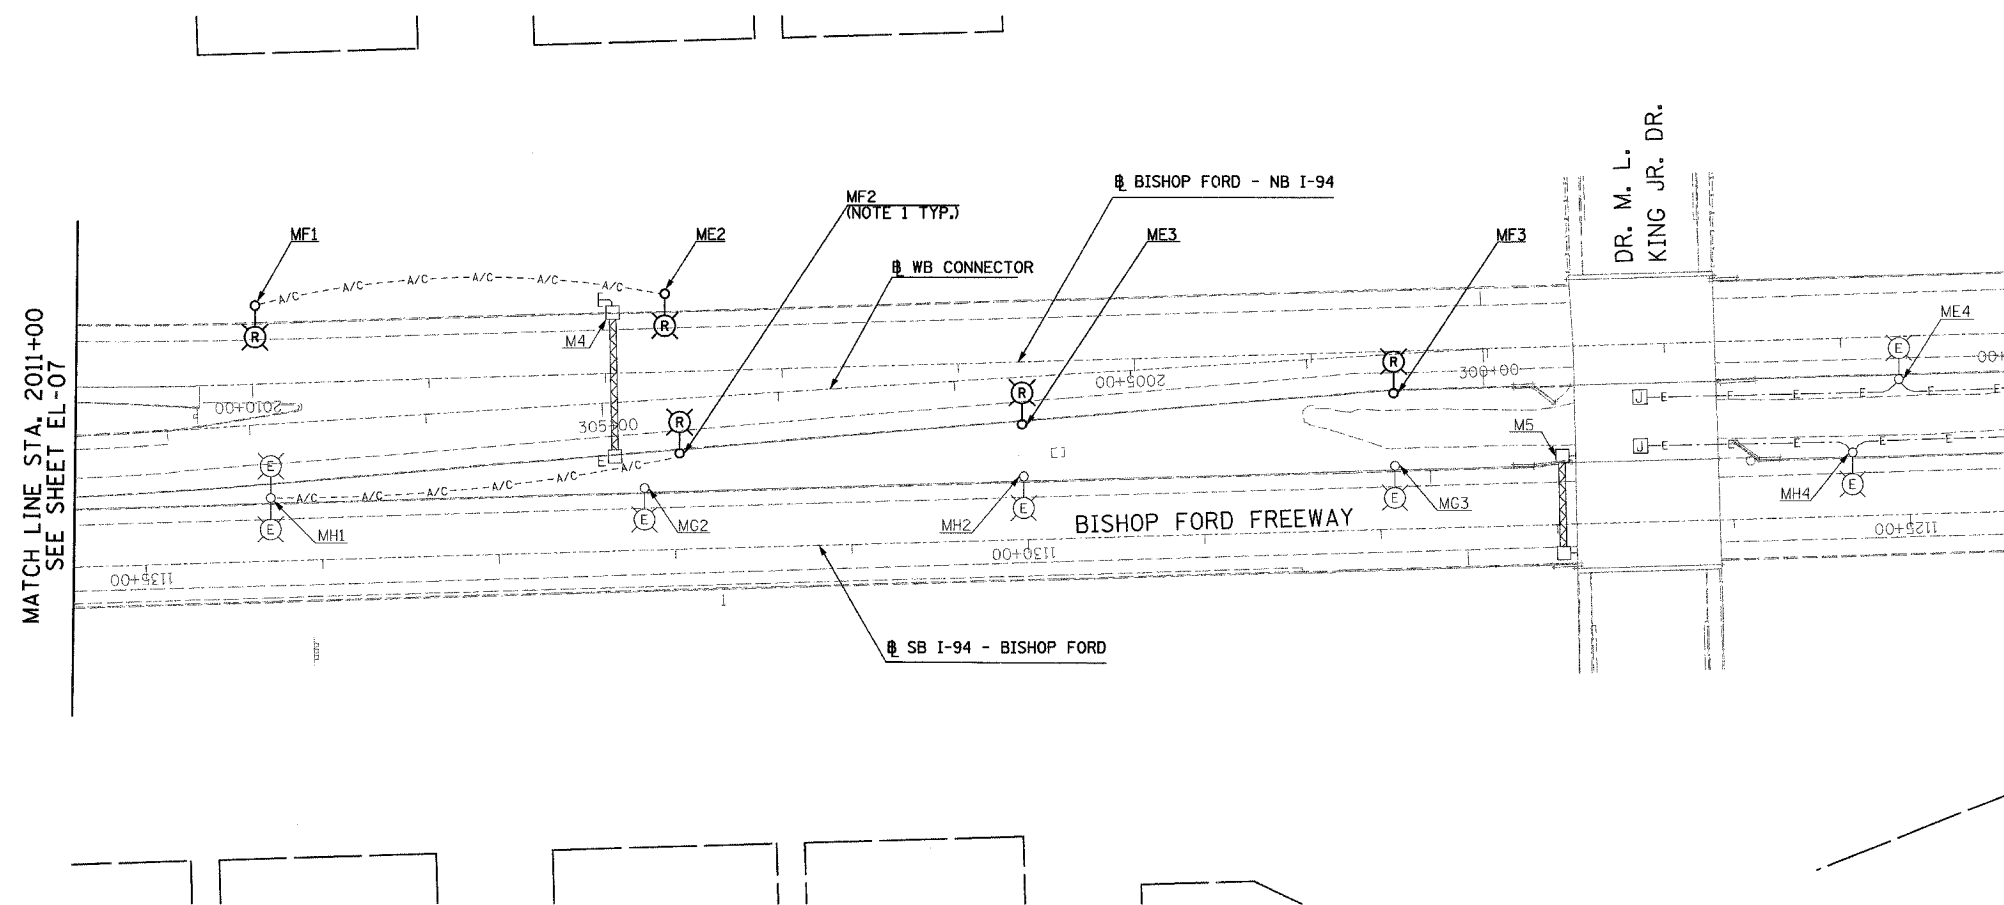 MATCH LINE STA. 2011+00
SEE SHEET EL-07
MF1
ME2
MF2
(NOTE 1 TYP.)
℄ BISHOP FORD - NB I-94
℄ WB CONNECTOR
ME3
MF3
DR. M. L.
KING JR. DR.
ME4
A/C A/C A/C A/C A/C A/C
R
R
M4
R
R
R
2010+00
305+00
2005+00
300+00
00+
E
E
E
A/C A/C A/C A/C A/C A/C
MH1
MG2
E
MH2
E
MG3
E
M5
J E E E E E E
E
J E E E E E
MH4
E
BISHOP FORD FREEWAY
1135+00
1130+00
1125+00
℄ SB I-94 - BISHOP FORD